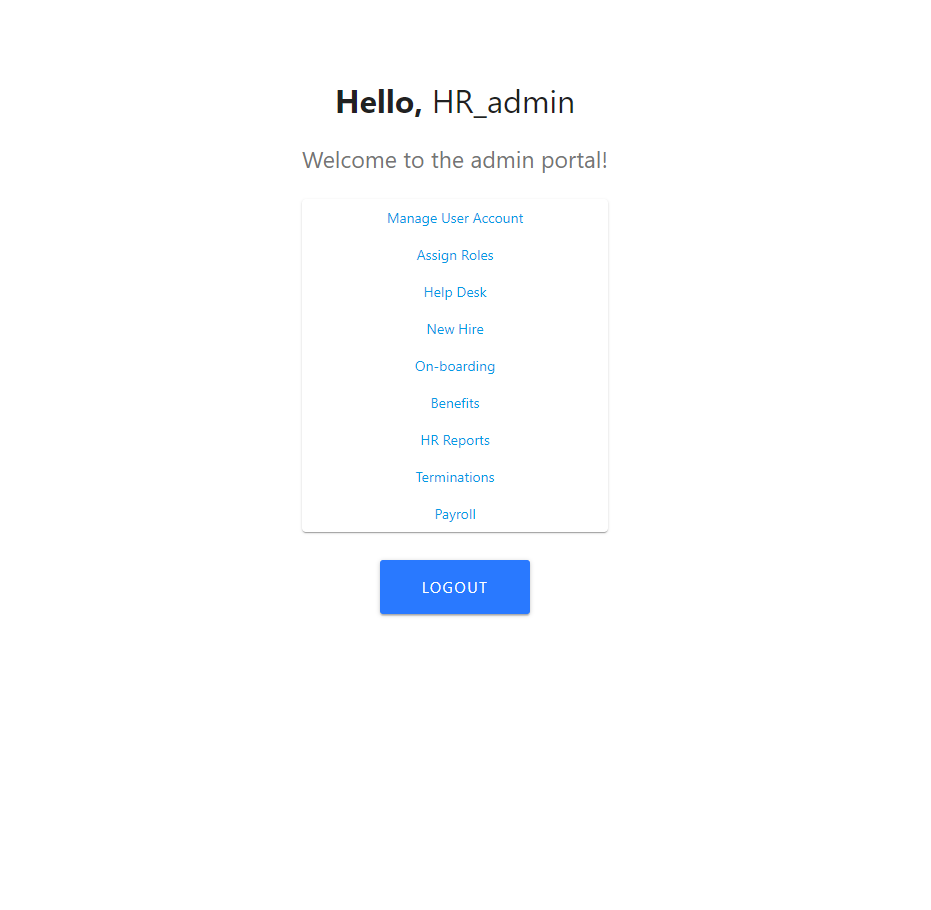 Hello, HR_admin
Welcome to the admin portal!
Manage User Account
Assign Roles
Help Desk
New Hire
On-boarding
Benefits
HR Reports
Terminations
Payroll
LOGOUT